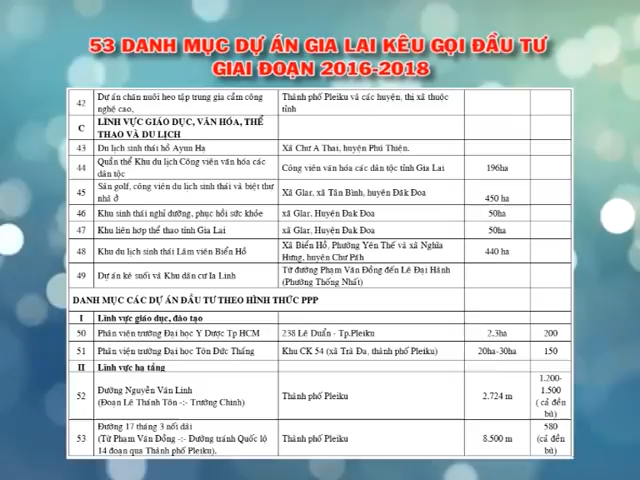 53 DANH MỤC DỰ ÁN GIA LAI KÊU GỌI ĐẦU TƯ
GIAI ĐOẠN 2016-2018
42 Dự án chăn nuôi heo tập trung gia cầm công nghệ cao. Thành phố Pleiku và các huyện, thị xã thuộc tỉnh
C LĨNH VỰC GIÁO DỤC, VĂN HÓA, THỂ THAO VÀ DU LỊCH
43 Du lịch sinh thái hồ Ayun Hạ Xã Chư A Thai, huyện Phú Thiện.
44 Quần thể Khu du lịch Công viên văn hóa các dân tộc Công viên văn hóa các dân tộc tỉnh Gia Lai 196ha
45 Sân golf, công viên du lịch sinh thái và biệt thự nhà ở Xã Glar, xã Tân Bình, huyện Đăk Đoa 450 ha
46 Khu sinh thái nghỉ dưỡng, phục hồi sức khỏe xã Glar, Huyện Đak Đoa 50ha
47 Khu liên hợp thể thao tỉnh Gia Lai xã Glar, Huyện Đak Đoa 50ha
48 Khu du lịch sinh thái Lâm viên Biển Hồ Xã Biển Hồ, Phường Yên Thế và xã Nghĩa Hưng, huyện Chư Păh 440 ha
49 Dự án kè suối và Khu dân cư Ia Linh Từ đường Phạm Văn Đồng đến Lê Đại Hành (Phường Thống Nhất)
DANH MỤC CÁC DỰ ÁN ĐẦU TƯ THEO HÌNH THỨC PPP
I Lĩnh vực giáo dục, đào tạo
50 Phân viện trường Đại học Y Dược Tp HCM 238 Lê Duẩn - Tp.Pleiku 2.3ha 200
51 Phân viện trường Đại học Tôn Đức Thắng Khu CK 54 (xã Trà Đa, thành phố Pleiku) 20ha-30ha 150
II Lĩnh vực hạ tầng
52 Đường Nguyễn Văn Linh (Đoạn Lê Thánh Tôn -:- Trường Chinh) Thành phố Pleiku 2.724 m 1.200-1.500 ( cả đền bù)
53 Đường 17 tháng 3 nối dài (Từ Phạm Văn Đồng -:- Đường tránh Quốc lộ 14 đoạn qua Thành phố Pleiku). Thành phố Pleiku 8.500 m 580 (cả đền bù)